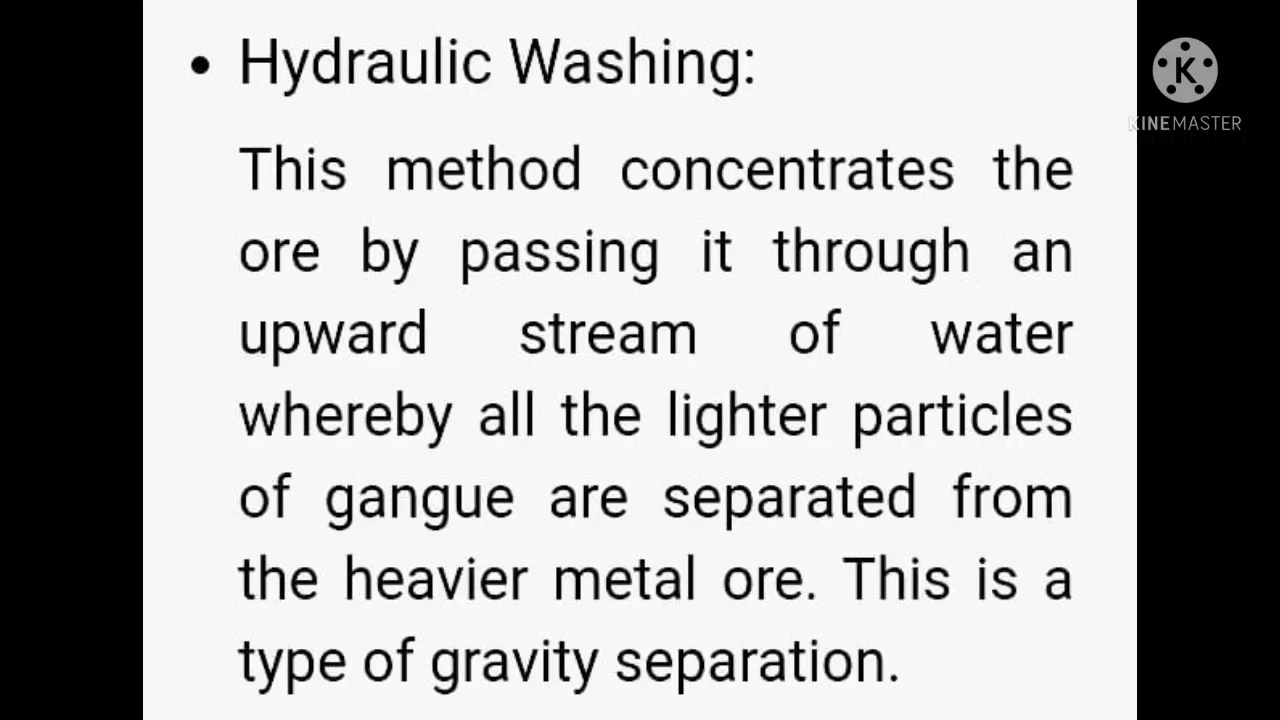 • Hydraulic Washing:
This method concentrates the
ore by passing it through an
upward stream of water
whereby all the lighter particles
of gangue are separated from
the heavier metal ore. This is a
type of gravity separation.
K
KINEMASTER